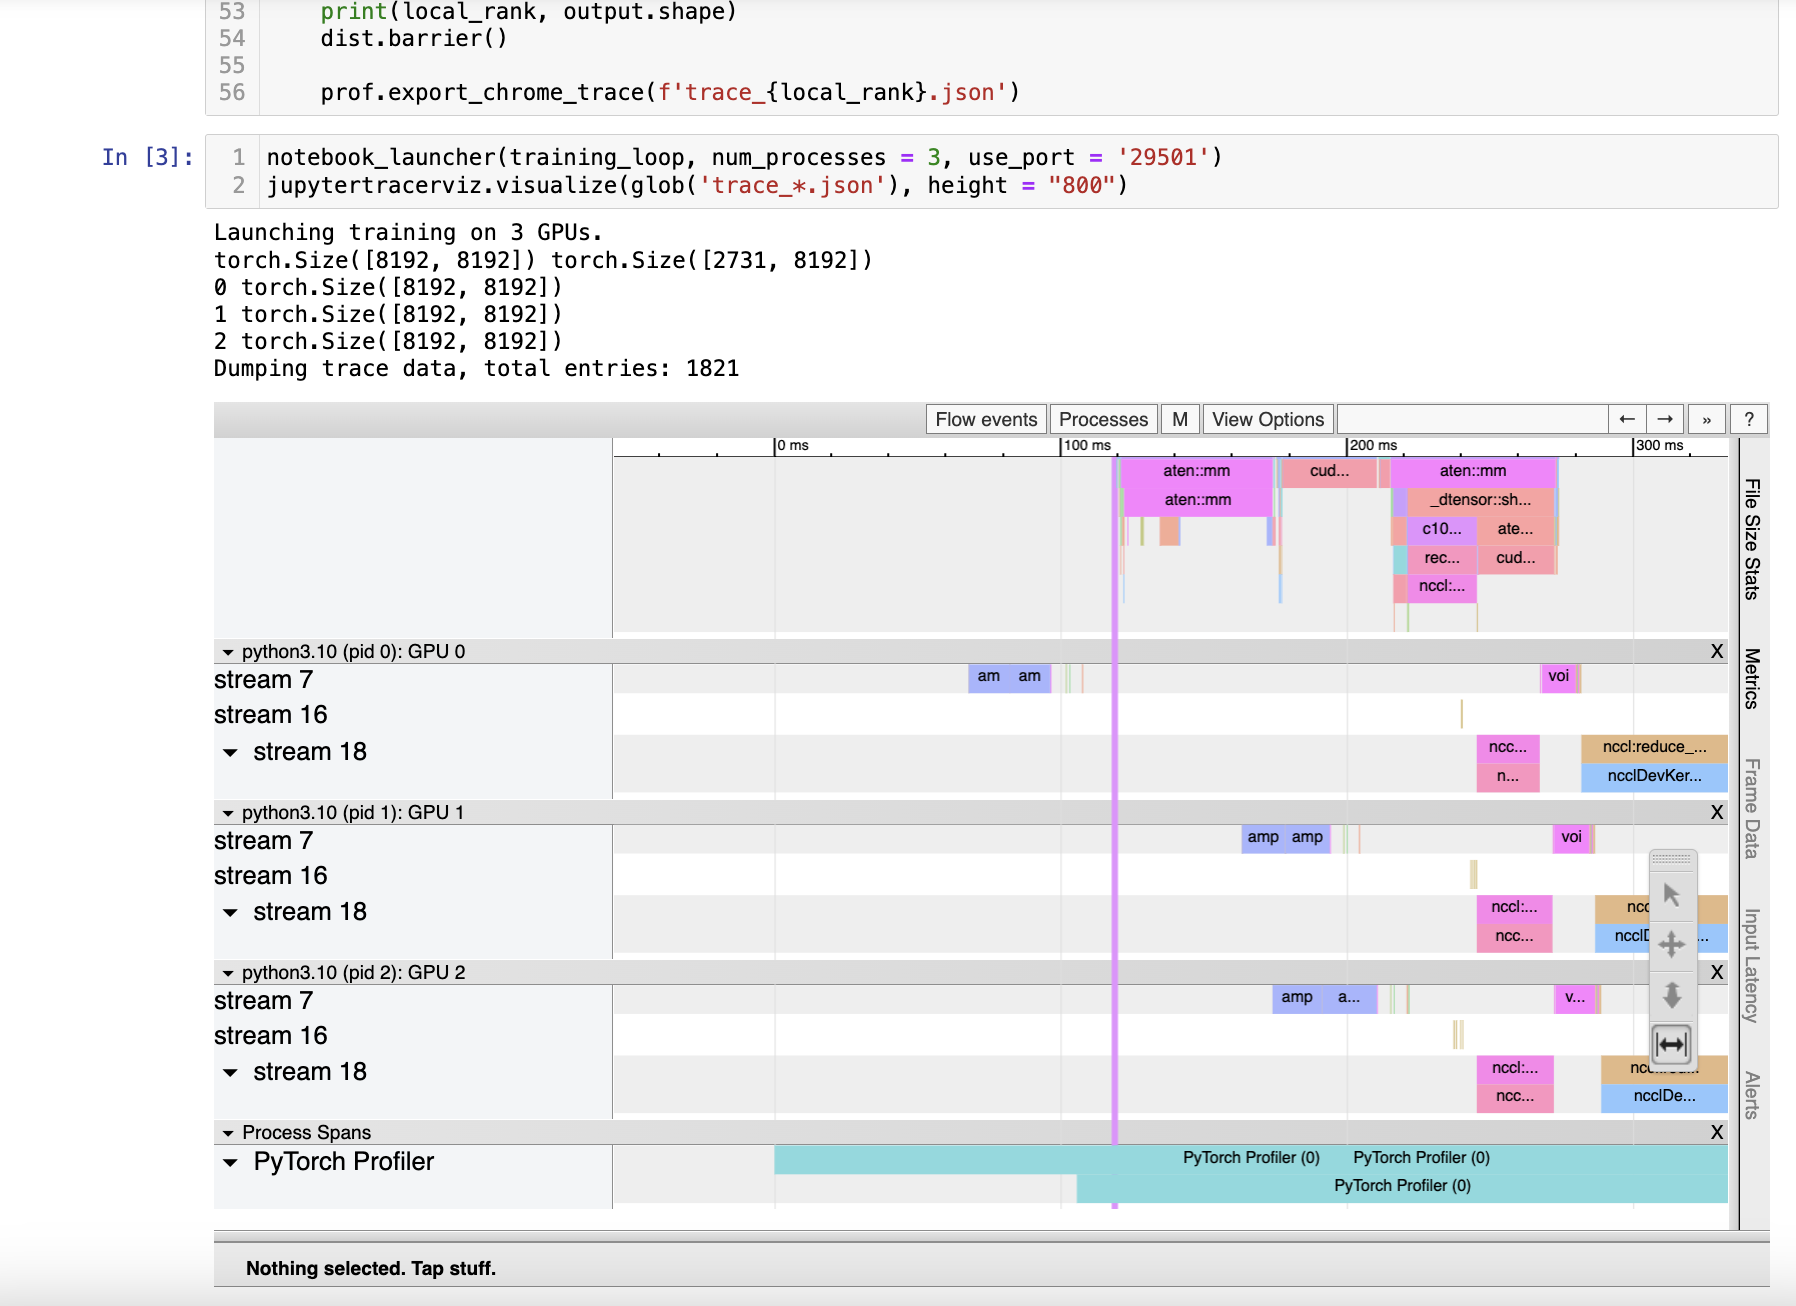 53 print(local_rank, output.shape)
54 dist.barrier()
55
56 prof.export_chrome_trace(f'trace_{local_rank}.json')
In [3]:
1 notebook_launcher(training_loop, num_processes = 3, use_port = '29501')
2 jupytertracerviz.visualize(glob('trace_*.json'), height = "800")
Launching training on 3 GPUs.
torch.Size([8192, 8192]) torch.Size([2731, 8192])
0 torch.Size([8192, 8192])
1 torch.Size([8192, 8192])
2 torch.Size([8192, 8192])
Dumping trace data, total entries: 1821
Flow events Processes M View Options ← → » ?
0 ms 100 ms 200 ms 300 ms
aten::mm cud... aten::mm
aten::mm _dtensor::sh...
c10... ate...
rec... cud...
nccl:...
python3.10 (pid 0): GPU 0 X
stream 7 am am voi
stream 16
stream 18 ncc... nccl:reduce_...
n... ncclDevKer...
python3.10 (pid 1): GPU 1 X
stream 7 amp amp voi
stream 16
stream 18 nccl:...
ncc... ...
python3.10 (pid 2): GPU 2 X
stream 7 amp a... v...
stream 16
stream 18 nccl:...
ncc... ncclDe...
Process Spans X
PyTorch Profiler PyTorch Profiler (0) PyTorch Profiler (0)
PyTorch Profiler (0)
Nothing selected. Tap stuff.
File Size Stats
Metrics
Frame Data
Input Latency
Alerts